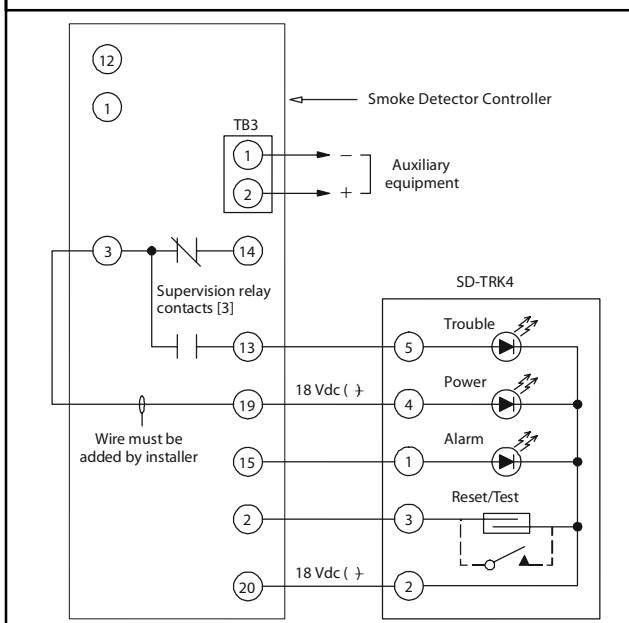 12
1
Smoke Detector Controller
TB3
1
−
2
+
Auxiliary
equipment
3
14
Supervision relay
contacts [3]
13
19
18 Vdc (+)
Wire must be
added by installer
15
2
20
18 Vdc (+)
SD-TRK4
Trouble
5
Power
4
Alarm
1
Reset/Test
3
2